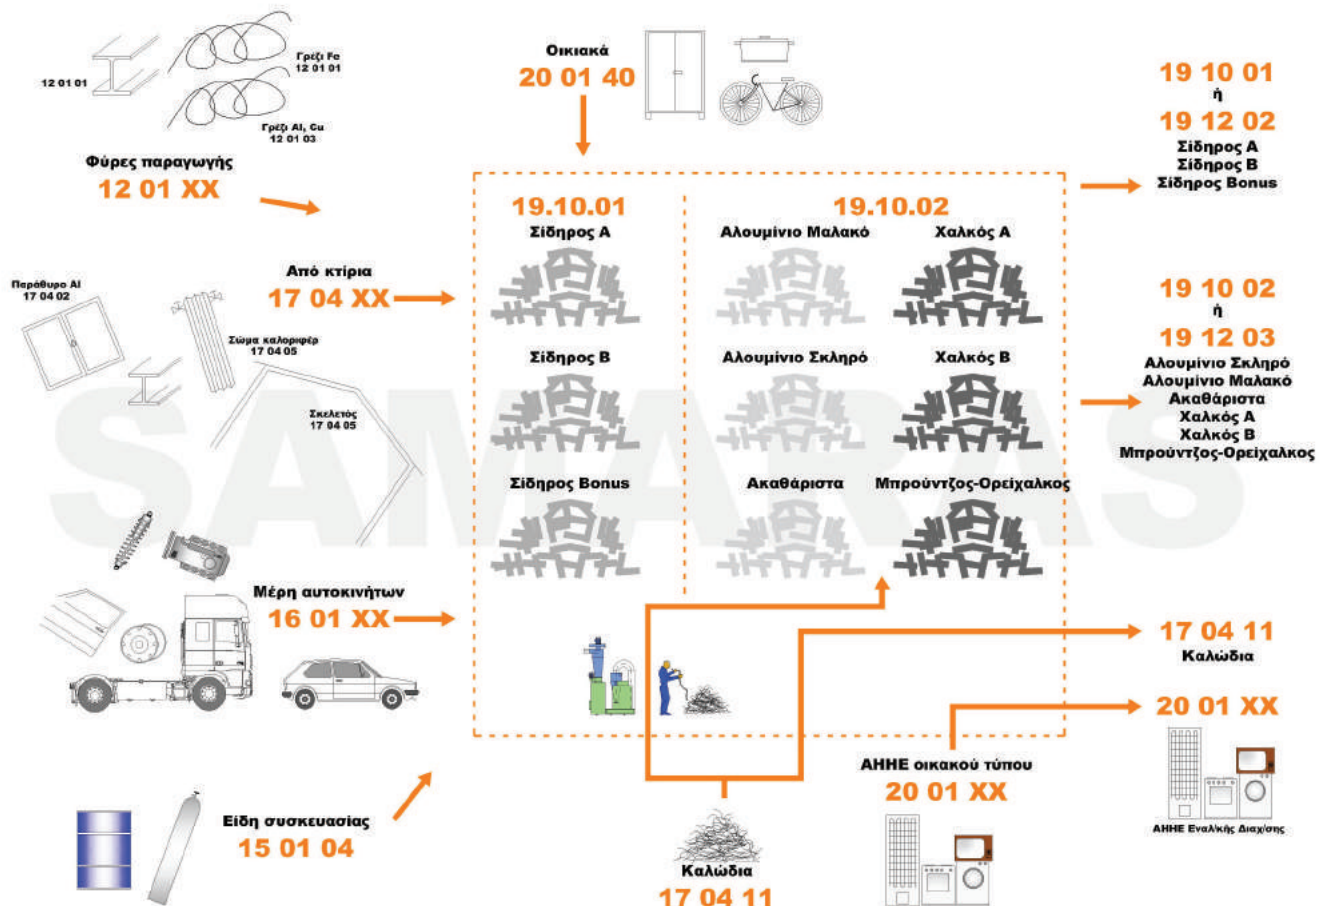 12 01 01
Γρέζι Fe
12 01 01
Γρέζι Al, Cu
12 01 03
Φύρες παραγωγής
12 01 XX
Οικιακά
20 01 40
19 10 01
ή
19 12 02
Σίδηρος Α
Σίδηρος Β
Σίδηρος Bonus
19.10.01
19.10.02
Σίδηρος Α
Αλουμίνιο Μαλακό
Χαλκός Α
Από κτίρια
17 04 XX
Παράθυρο Al
17 04 02
Σώμα καλοριφέρ
17 04 05
Σκελετός
17 04 05
Σίδηρος Β
Αλουμίνιο Σκληρό
Χαλκός Β
19 10 02
ή
19 12 03
Αλουμίνιο Σκληρό
Αλουμίνιο Μαλακό
Ακαθάριστα
Χαλκός Α
Χαλκός Β
Μπρούντζος-Ορείχαλκος
SAMARAS
Σίδηρος Bonus
Ακαθάριστα
Μπρούντζος-Ορείχαλκος
Μέρη αυτοκινήτων
16 01 XX
17 04 11
Καλώδια
20 01 XX
ΑΗΗΕ Εναλ/κής Διαχ/σης
Είδη συσκευασίας
15 01 04
Καλώδια
17 04 11
ΑΗΗΕ οικακού τύπου
20 01 XX